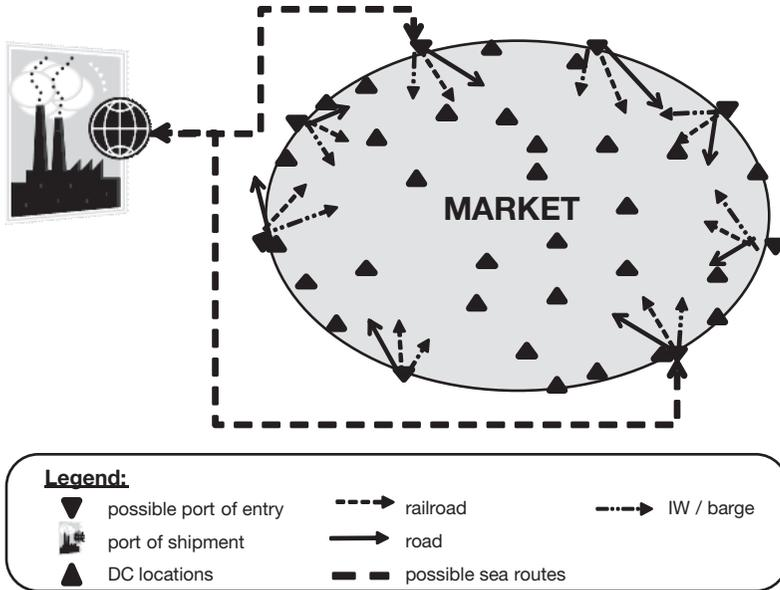 MARKET
Legend:
possible port of entry
railroad
IW / barge
port of shipment
road
DC locations
possible sea routes